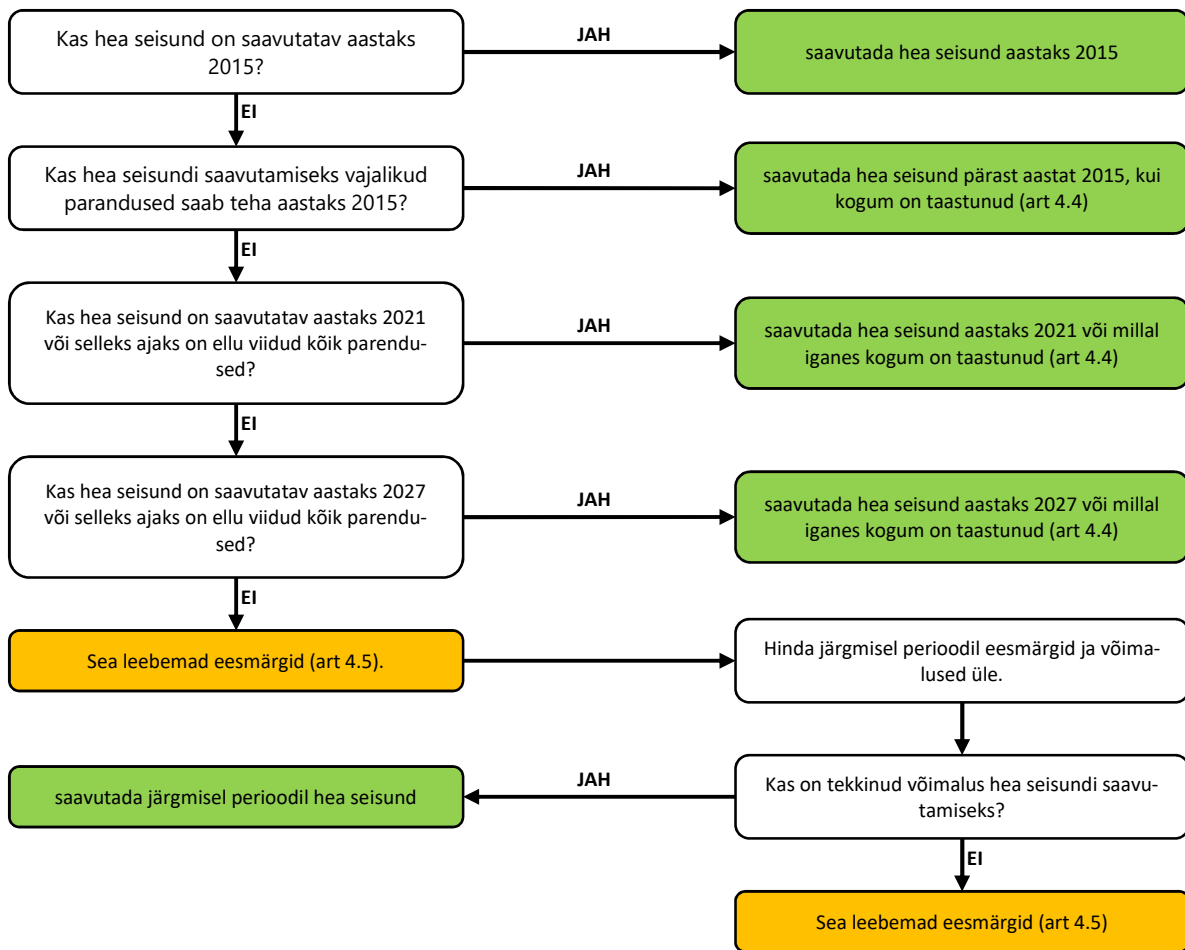 Kas hea seisund on saavutatav aastaks
2015?
JAH
saavutada hea seisund aastaks 2015
EI
Kas hea seisundi saavutamiseks vajalikud
parandused saab teha aastaks 2015?
JAH
saavutada hea seisund pärast aastat 2015, kui
kogum on taastunud (art 4.4)
EI
Kas hea seisund on saavutatav aastaks 2021
või selleks ajaks on ellu viidud kõik parendu-
sed?
JAH
saavutada hea seisund aastaks 2021 või millal
iganes kogum on taastunud (art 4.4)
EI
Kas hea seisund on saavutatav aastaks 2027
või selleks ajaks on ellu viidud kõik parendu-
sed?
JAH
saavutada hea seisund aastaks 2027 või millal
iganes kogum on taastunud (art 4.4)
EI
Sea leebemad eesmärgid (art 4.5).
Hinda järgmisel perioodil eesmärgid ja võima-
lused üle.
saavutada järgmisel perioodil hea seisund
JAH
Kas on tekkinud võimalus hea seisundi saavu-
tamiseks?
EI
Sea leebemad eesmärgid (art 4.5)